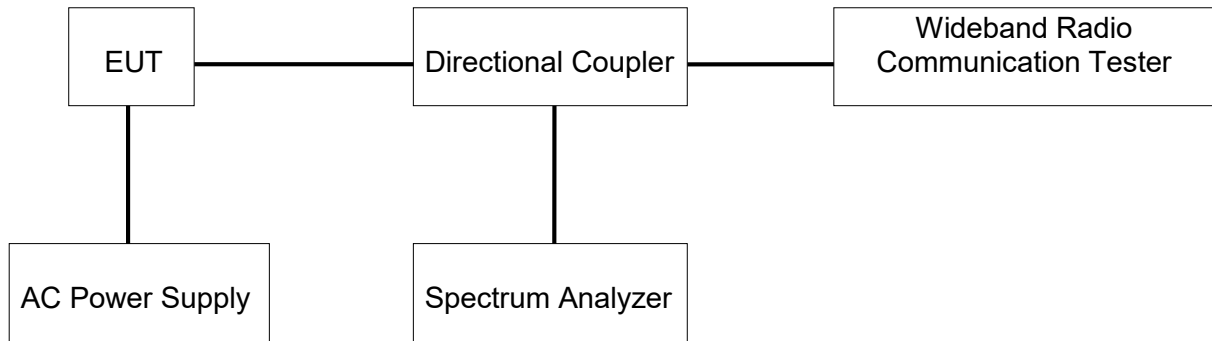 EUT
Directional Coupler
Wideband Radio
Communication Tester
AC Power Supply
Spectrum Analyzer